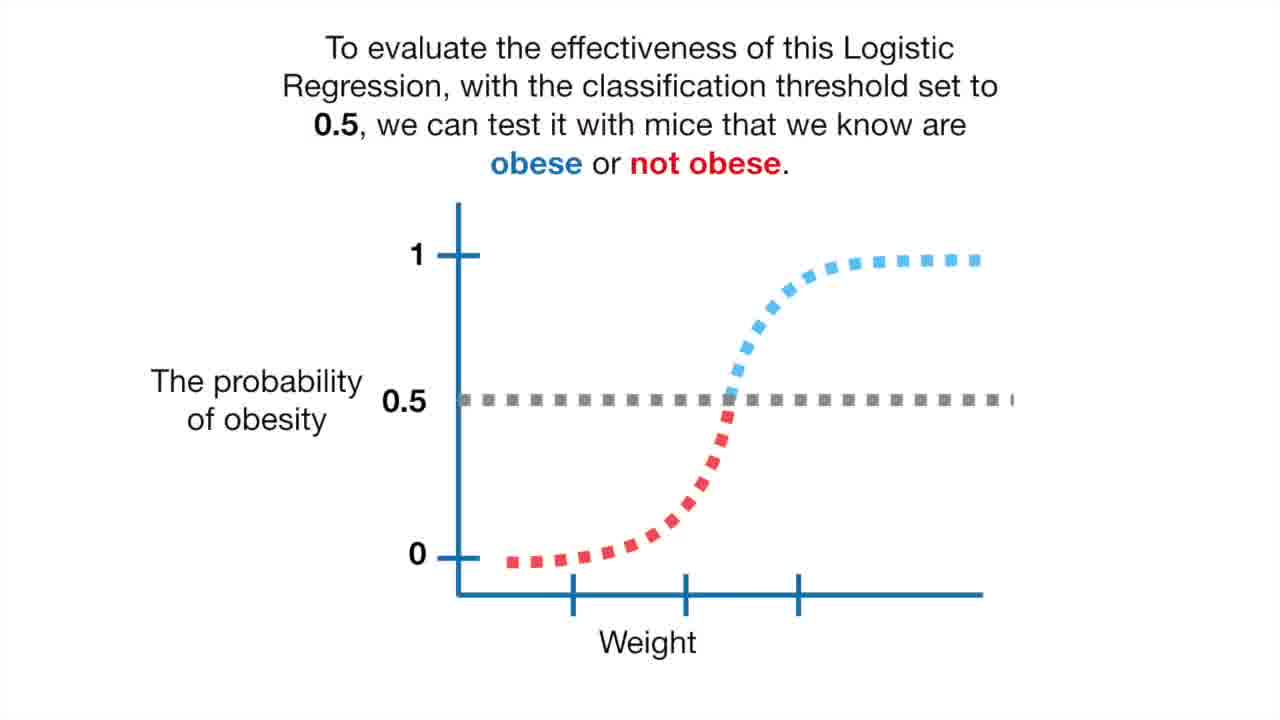 To evaluate the effectiveness of this Logistic
Regression, with the classification threshold set to
0.5, we can test it with mice that we know are
obese or not obese.
1
The probability
of obesity
0.5
0
Weight